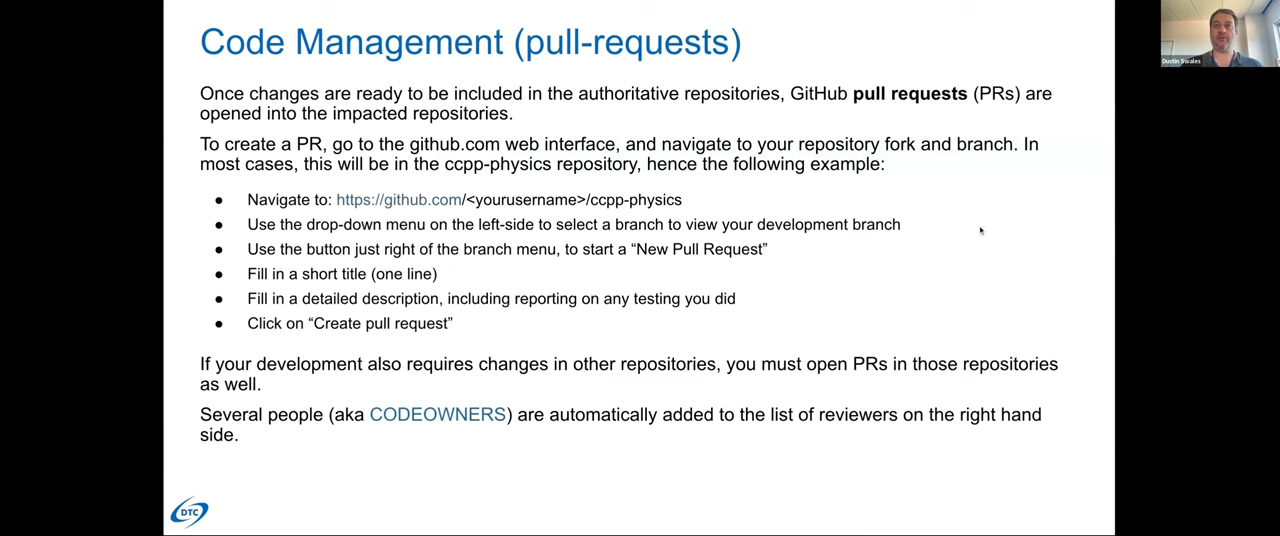 Code Management (pull-requests)
Dustin Swales
Once changes are ready to be included in the authoritative repositories, GitHub pull requests (PRs) are
opened into the impacted repositories.
To create a PR, go to the github.com web interface, and navigate to your repository fork and branch. In
most cases, this will be in the ccpp-physics repository, hence the following example:
● Navigate to: https://github.com/<yourusername>/ccpp-physics
● Use the drop-down menu on the left-side to select a branch to view your development branch
● Use the button just right of the branch menu, to start a “New Pull Request”
● Fill in a short title (one line)
● Fill in a detailed description, including reporting on any testing you did
● Click on “Create pull request”
If your development also requires changes in other repositories, you must open PRs in those repositories
as well.
Several people (aka CODEOWNERS) are automatically added to the list of reviewers on the right hand
side.
DTC